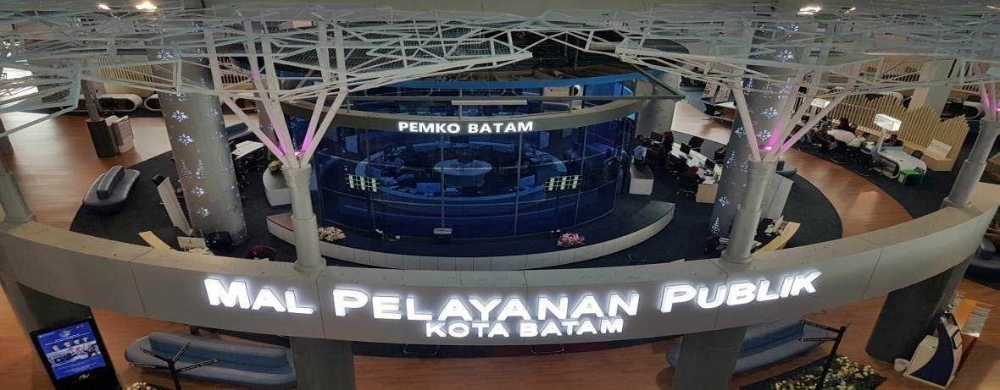 PEMKO BATAM
MAL PELAYANAN PUBLIK
KOTA BATAM